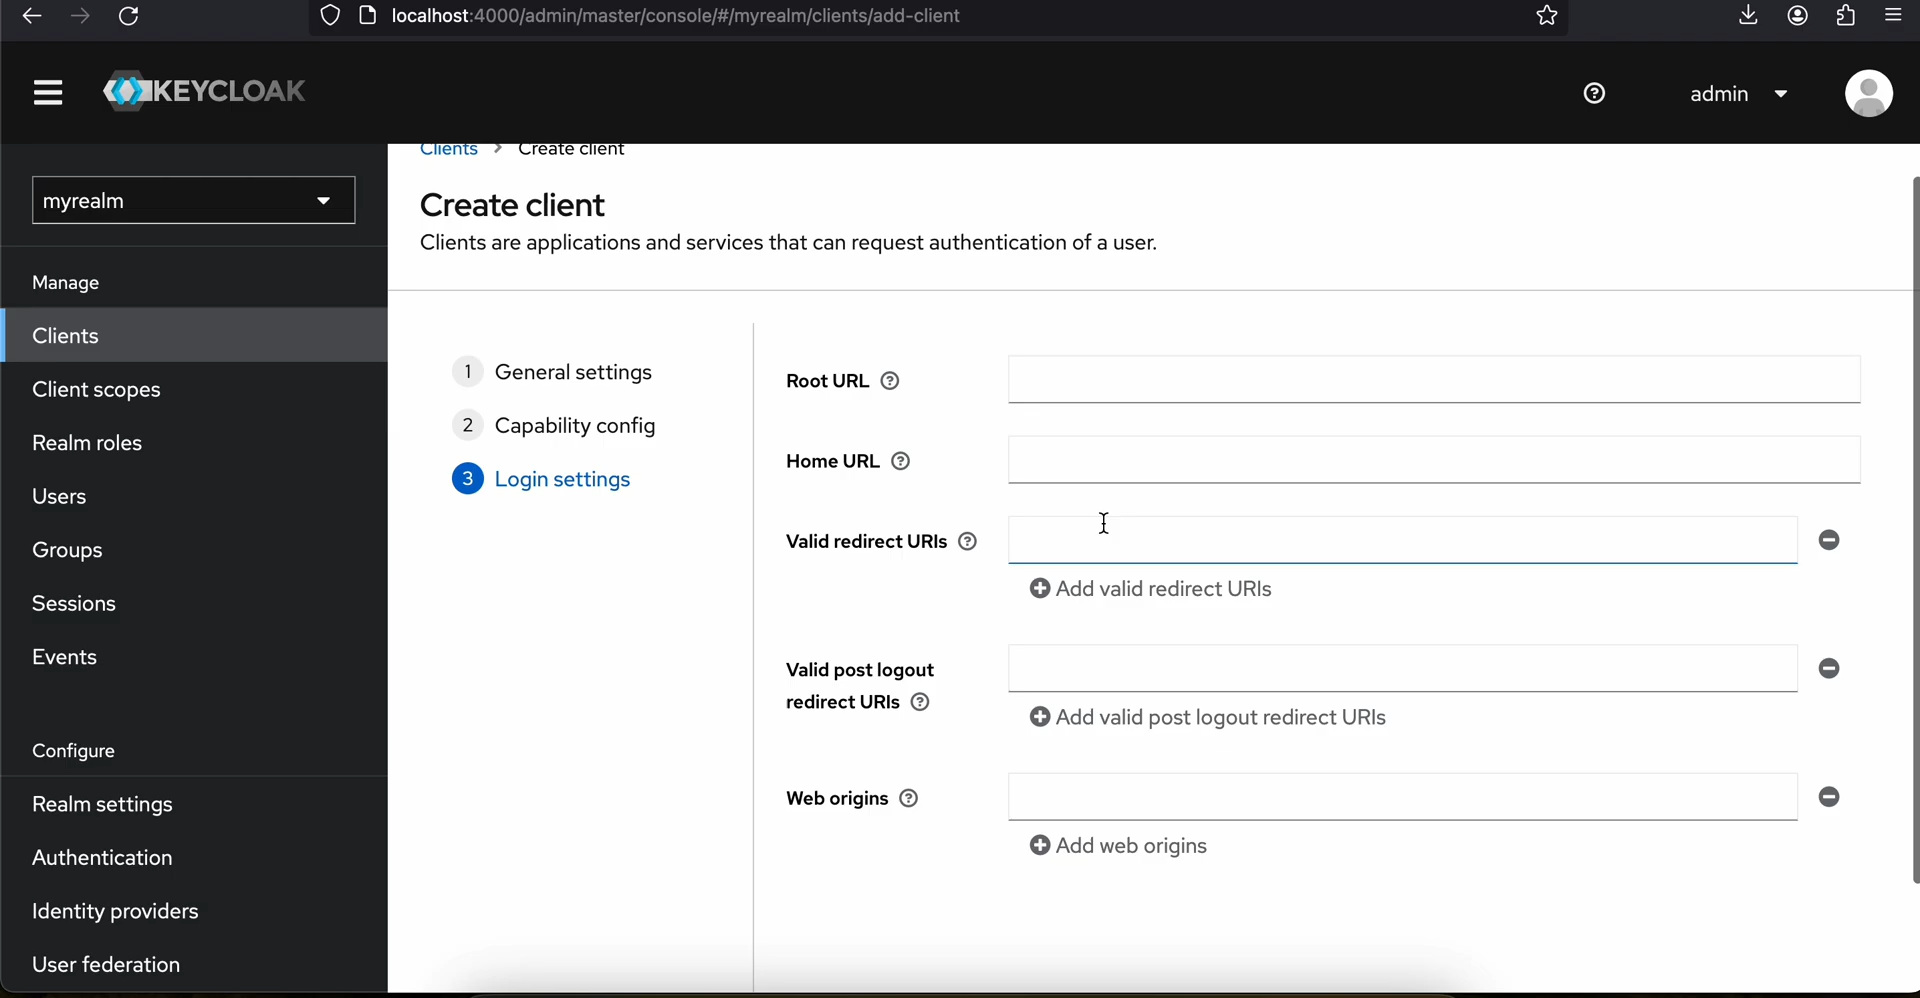 localhost:4000/admin/master/console/#/myrealm/clients/add-client
KEYCLOAK
admin
myrealm
Manage
Clients
Client scopes
Realm roles
Users
Groups
Sessions
Events
Configure
Realm settings
Authentication
Identity providers
User federation
Clients > Create client
Create client
Clients are applications and services that can request authentication of a user.
1 General settings
2 Capability config
3 Login settings
Root URL
Home URL
Valid redirect URIs
Add valid redirect URIs
Valid post logout
redirect URIs
Add valid post logout redirect URIs
Web origins
Add web origins